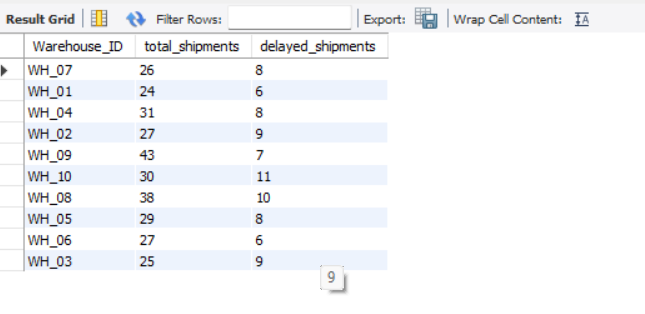 Result Grid Filter Rows: Export: Wrap Cell Content: IA
Warehouse_ID total_shipments delayed_shipments
WH_07 26 8
WH_01 24 6
WH_04 31 8
WH_02 27 9
WH_09 43 7
WH_10 30 11
WH_08 38 10
WH_05 29 8
WH_06 27 6
WH_03 25 9
9